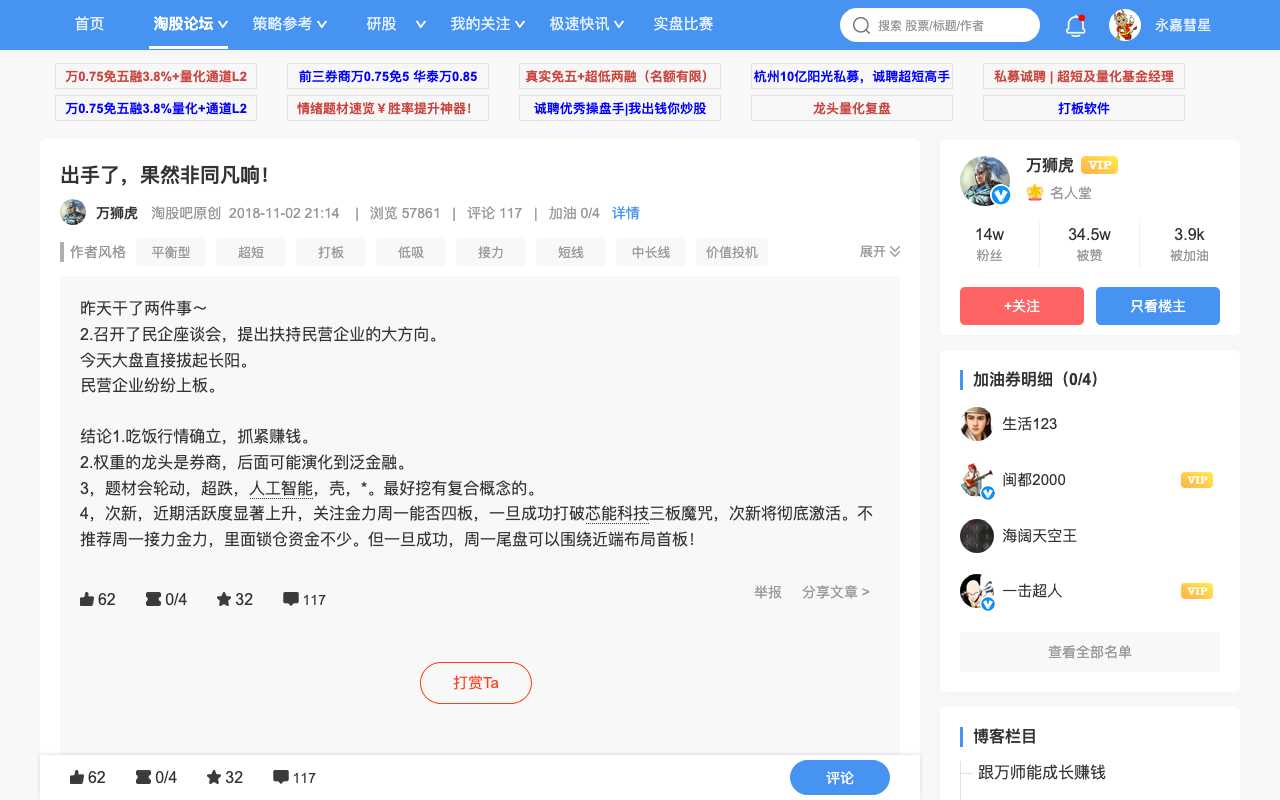 首页 淘股论坛 策略参考 研股 我的关注 极速快讯 实盘比赛 搜索 股票/标题/作者 永嘉彗星
万0.75免五融3.8%+量化通道L2 前三券商万0.75免5 华泰万0.85 真实免五+超低两融（名额有限） 杭州10亿阳光私募，诚聘超短高手 私募诚聘 | 超短及量化基金经理
万0.75免五融3.8%量化+通道L2 情绪题材速览￥胜率提升神器！ 诚聘优秀操盘手|我出钱你炒股 龙头量化复盘 打板软件
出手了，果然非同凡响！
万狮虎 淘股吧原创 2018-11-02 21:14 | 浏览 57861 | 评论 117 | 加油 0/4 详情
作者风格 平衡型 超短 打板 低吸 接力 短线 中长线 价值投机 展开
昨天干了两件事～
2.召开了民企座谈会，提出扶持民营企业的大方向。
今天大盘直接拔起长阳。
民营企业纷纷上板。
结论1.吃饭行情确立，抓紧赚钱。
2.权重的龙头是券商，后面可能演化到泛金融。
3，题材会轮动，超跌，人工智能，壳，*。最好挖有复合概念的。
4，次新，近期活跃度显著上升，关注金力周一能否四板，一旦成功打破芯能科技三板魔咒，次新将彻底激活。不
推荐周一接力金力，里面锁仓资金不少。但一旦成功，周一尾盘可以围绕近端布局首板！
62 0/4 32 117 举报 分享文章 >
打赏Ta
62 0/4 32 117 评论
万狮虎 VIP
名人堂
14w 34.5w 3.9k
粉丝 被赞 被加油
+关注 只看楼主
加油券明细（0/4）
生活123
闽都2000 VIP
海阔天空王
一击超人 VIP
查看全部名单
博客栏目
跟万师能成长赚钱